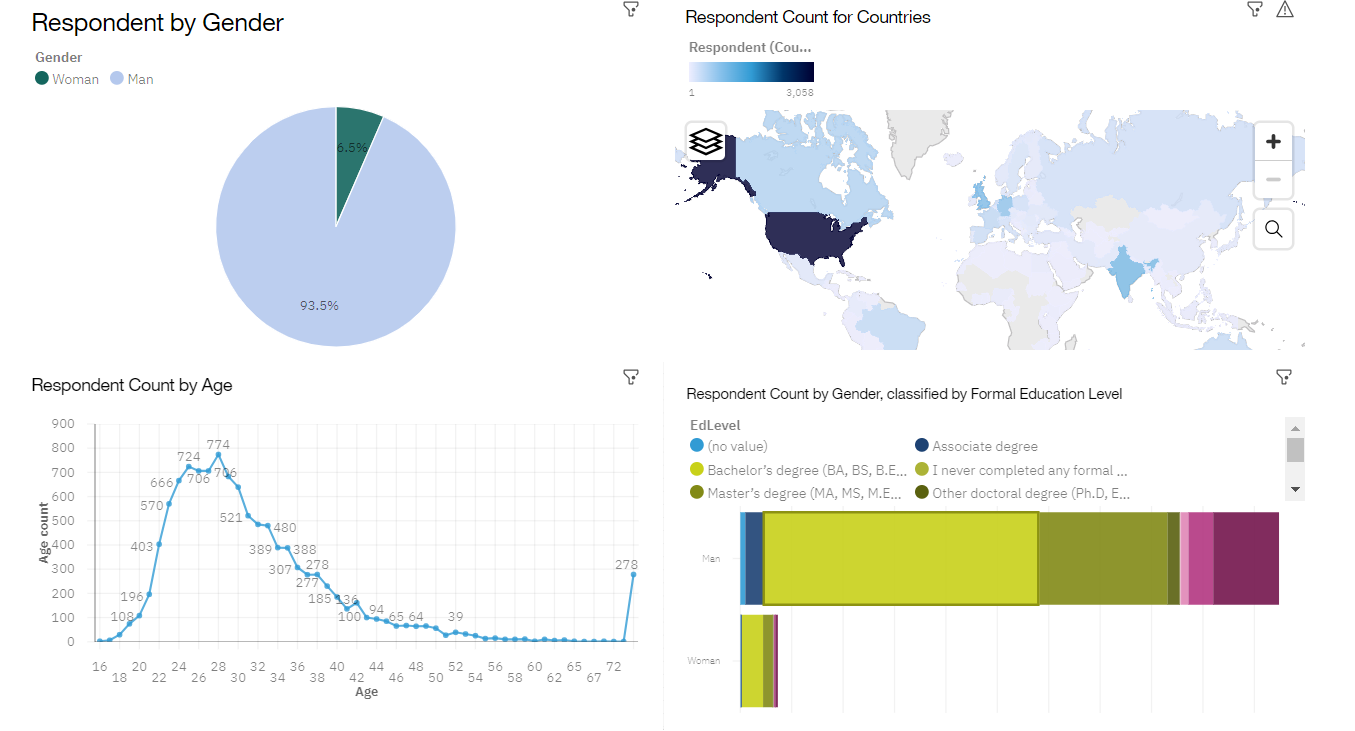 Respondent by Gender
Gender
Woman Man
6.5%
93.5%
Respondent Count for Countries
Respondent (Cou...
1 3,058
Respondent Count by Age
Age count
900
800
700
600
500
400
300
200
100
0
774
724
706
706
666
570
521
480
403
389
388
307
278
277
278
196
185
136
108
100
94
65
64
39
16 20 24 28 32 36 40 44 48 52 56 60 62 65 72
18 22 26 30 34 38 42 46 50 54 58 62 67
Age
Respondent Count by Gender, classified by Formal Education Level
EdLevel
(no value) Associate degree
Bachelor’s degree (BA, BS, B.E... I never completed any formal ...
Master’s degree (MA, MS, M.E... Other doctoral degree (Ph.D, E...
Man
Woman